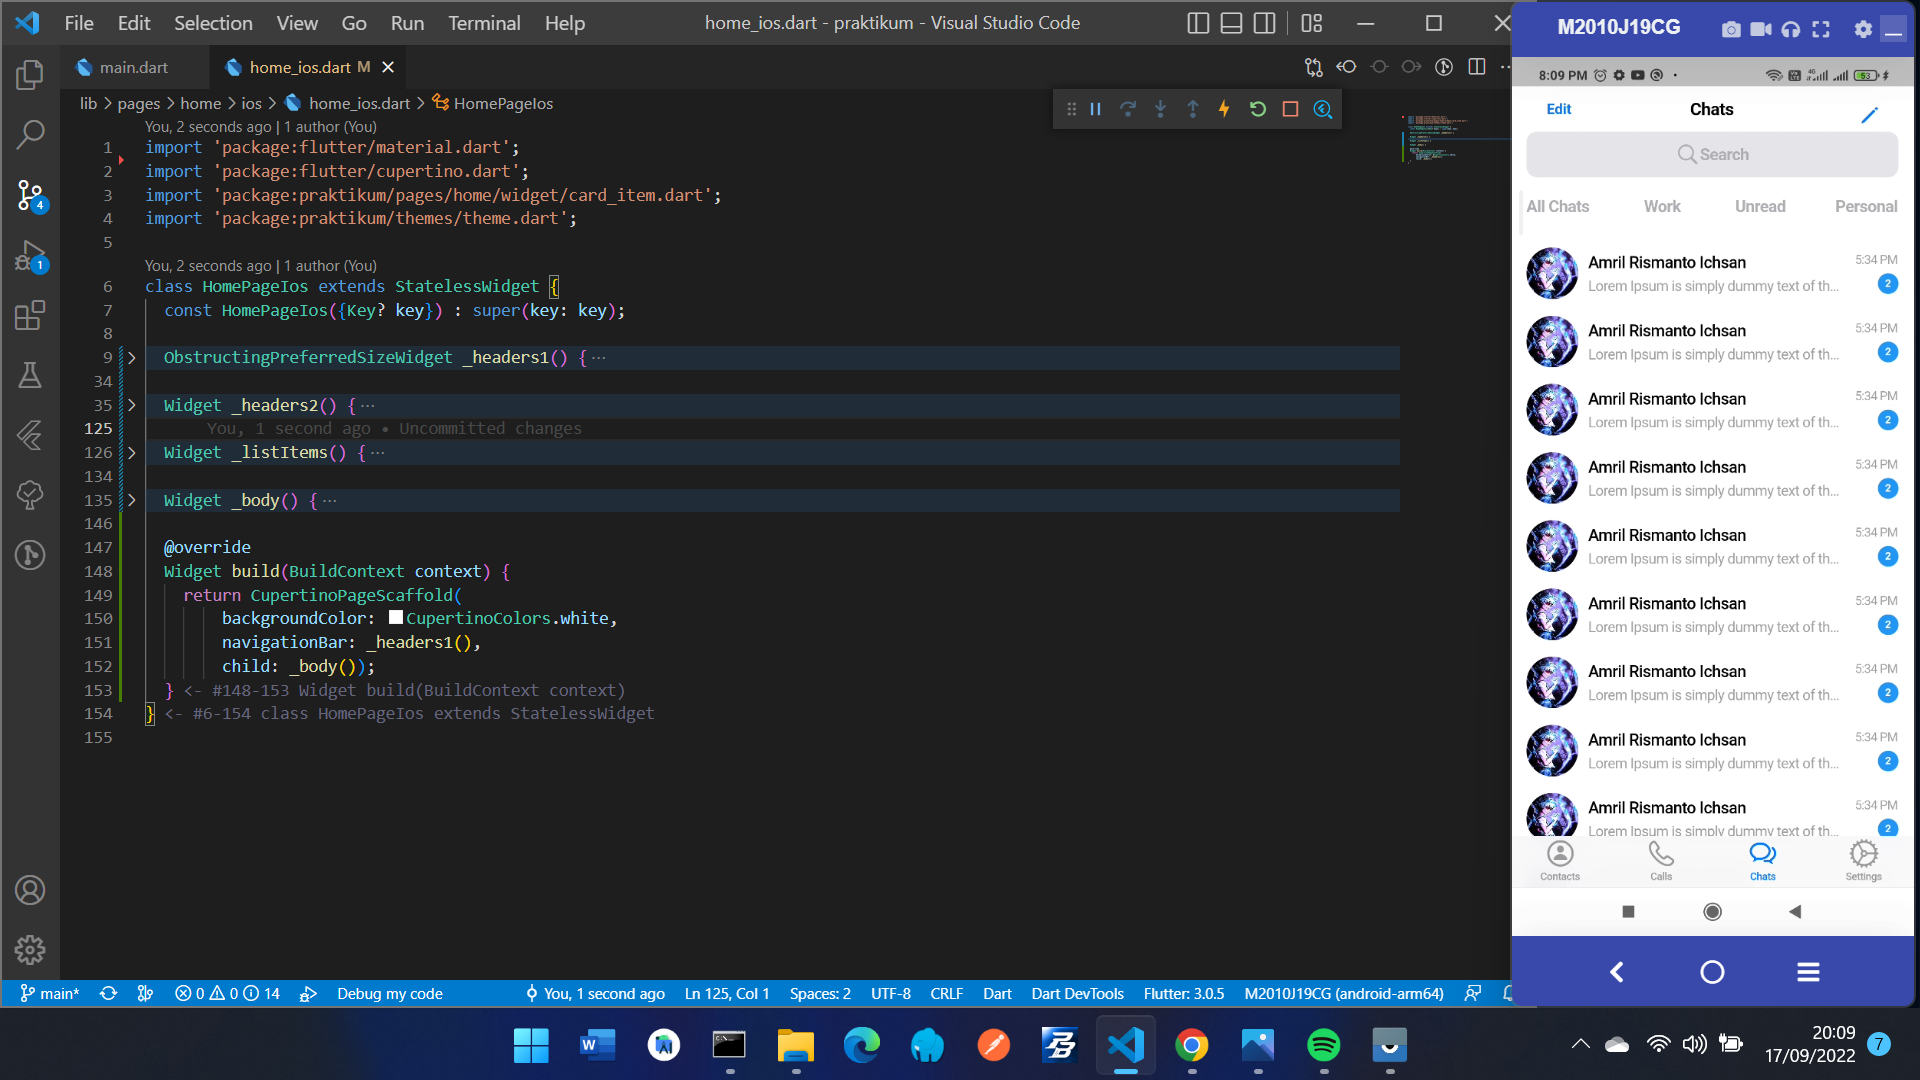 File Edit Selection View Go Run Terminal Help
home_ios.dart - praktikum - Visual Studio Code
main.dart
home_ios.dart M
lib > pages > home > ios > home_ios.dart > HomePageIos
You, 2 seconds ago | 1 author (You)
1 import 'package:flutter/material.dart';
2 import 'package:flutter/cupertino.dart';
3 import 'package:praktikum/pages/home/widget/card_item.dart';
4 import 'package:praktikum/themes/theme.dart';
5
You, 2 seconds ago | 1 author (You)
6 class HomePageIos extends StatelessWidget {
7 const HomePageIos({Key? key}) : super(key: key);
8
9 ObstructingPreferredSizeWidget _headers1() { ...
34
35 Widget _headers2() { ...
125 You, 1 second ago • Uncommitted changes
126 Widget _listItems() { ...
134
135 Widget _body() { ...
146
147 @override
148 Widget build(BuildContext context) {
149 return CupertinoPageScaffold(
150 backgroundColor: CupertinoColors.white,
151 navigationBar: _headers1(),
152 child: _body());
153 } <- #148-153 Widget build(BuildContext context)
154 } <- #6-154 class HomePageIos extends StatelessWidget
155
4
1
main* 0 0 14 Debug my code You, 1 second ago Ln 125, Col 1 Spaces: 2 UTF-8 CRLF Dart Dart DevTools Flutter: 3.0.5 M2010J19CG (android-arm64)
M2010J19CG
8:09 PM 53
Edit Chats
Search
All Chats Work Unread Personal
Amril Rismanto Ichsan 5:34 PM
Lorem Ipsum is simply dummy text of th... 2
Amril Rismanto Ichsan 5:34 PM
Lorem Ipsum is simply dummy text of th... 2
Amril Rismanto Ichsan 5:34 PM
Lorem Ipsum is simply dummy text of th... 2
Amril Rismanto Ichsan 5:34 PM
Lorem Ipsum is simply dummy text of th... 2
Amril Rismanto Ichsan 5:34 PM
Lorem Ipsum is simply dummy text of th... 2
Amril Rismanto Ichsan 5:34 PM
Lorem Ipsum is simply dummy text of th... 2
Amril Rismanto Ichsan 5:34 PM
Lorem Ipsum is simply dummy text of th... 2
Amril Rismanto Ichsan 5:34 PM
Lorem Ipsum is simply dummy text of th... 2
Amril Rismanto Ichsan 5:34 PM
Lorem Ipsum is simply dummy text of th... 2
Contacts Calls Chats Settings
20:09
17/09/2022
7